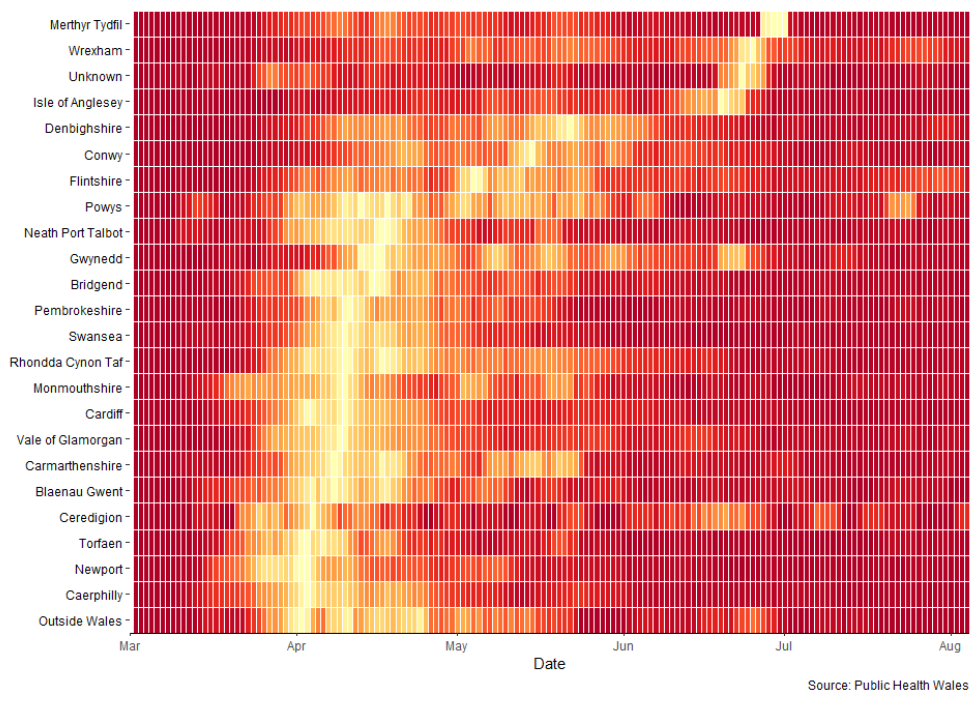 Merthyr Tydfil
Wrexham
Unknown
Isle of Anglesey
Denbighshire
Conwy
Flintshire
Powys
Neath Port Talbot
Gwynedd
Bridgend
Pembrokeshire
Swansea
Rhondda Cynon Taf
Monmouthshire
Cardiff
Vale of Glamorgan
Carmarthenshire
Blaenau Gwent
Ceredigion
Torfaen
Newport
Caerphilly
Outside Wales
Mar Apr May Jun Jul Aug
Date
Source: Public Health Wales